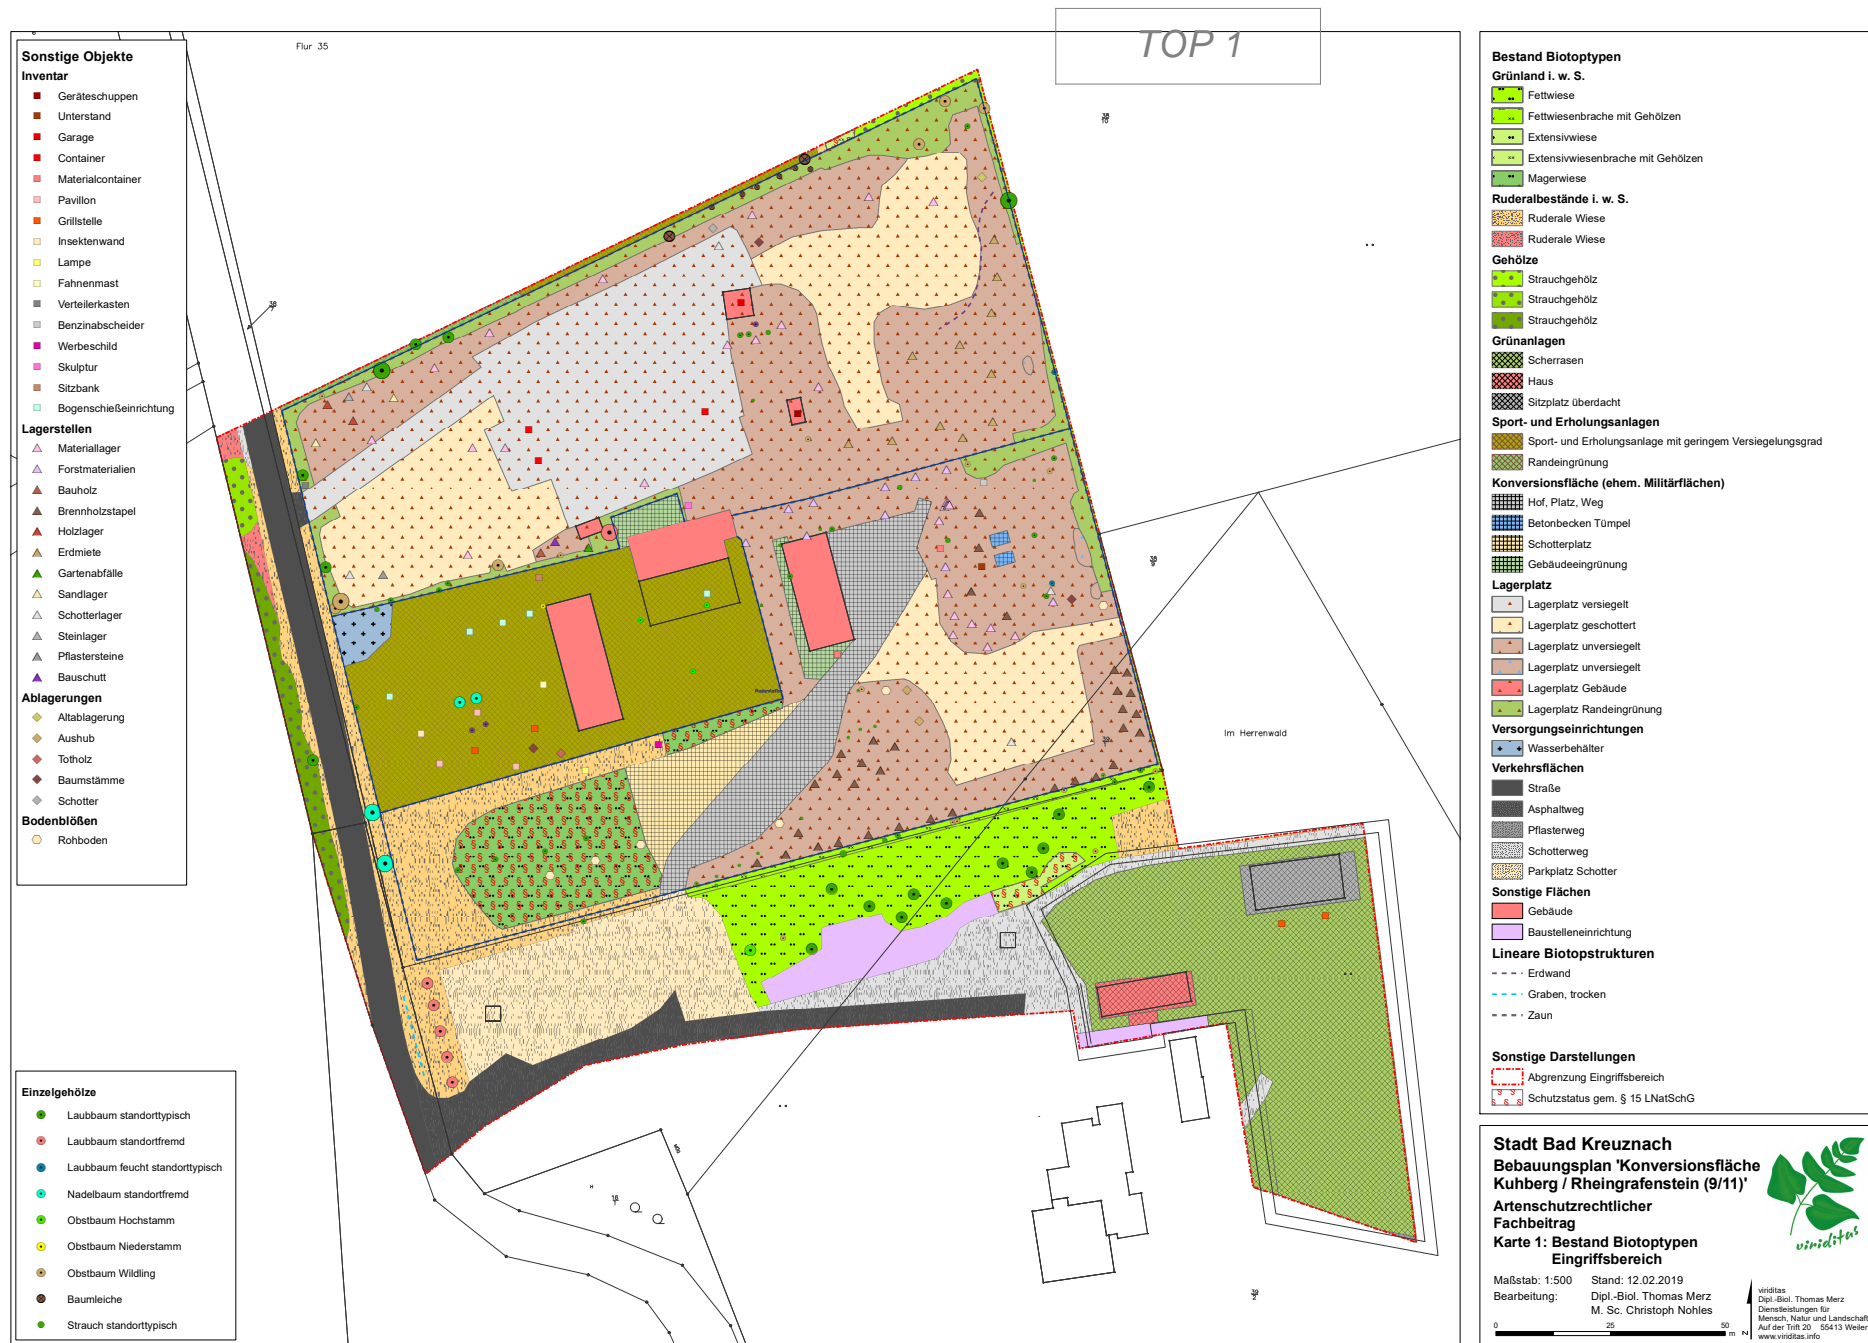 TOP 1
Flur 35
Sonstige Objekte
Inventar
Geräteschuppen
Unterstand
Garage
Container
Materialcontainer
Pavillon
Grillstelle
Insektenwand
Lampe
Fahnenmast
Verteilerkasten
Benzinabscheider
Werbeschild
Skulptur
Sitzbank
Bogenschießeinrichtung
Lagerstellen
Materiallager
Forstmaterialien
Bauholz
Brennholzstapel
Holzlager
Erdmiete
Gartenabfälle
Sandlager
Schotterlager
Steinlager
Pflastersteine
Bauschutt
Ablagerungen
Altablagerung
Aushub
Totholz
Baumstämme
Schotter
Bodenblößen
Rohboden
Einzelgehölze
Laubbaum standorttypisch
Laubbaum standortfremd
Laubbaum feucht standorttypisch
Nadelbaum standortfremd
Obstbaum Hochstamm
Obstbaum Niederstamm
Obstbaum Wildling
Baumleiche
Strauch standorttypisch
Im Herrenwald
Bestand Biotoptypen
Grünland i. w. S.
Fettwiese
Fettwiesenbrache mit Gehölzen
Extensivwiese
Extensivwiesenbrache mit Gehölzen
Magerwiese
Ruderalbestände i. w. S.
Ruderale Wiese
Ruderale Wiese
Gehölze
Strauchgehölz
Strauchgehölz
Strauchgehölz
Grünanlagen
Scherrasen
Haus
Sitzplatz überdacht
Sport- und Erholungsanlagen
Sport- und Erholungsanlage mit geringem Versiegelungsgrad
Randeingrünung
Konversionsfläche (ehem. Militärflächen)
Hof, Platz, Weg
Betonbecken Tümpel
Schotterplatz
Gebäudeeingrünung
Lagerplatz
Lagerplatz versiegelt
Lagerplatz geschottert
Lagerplatz unversiegelt
Lagerplatz unversiegelt
Lagerplatz Gebäude
Lagerplatz Randeingrünung
Versorgungseinrichtungen
Wasserbehälter
Verkehrsflächen
Straße
Asphaltweg
Pflasterweg
Schotterweg
Parkplatz Schotter
Sonstige Flächen
Gebäude
Baustelleneinrichtung
Lineare Biotopstrukturen
Erdwand
Graben, trocken
Zaun
Sonstige Darstellungen
Abgrenzung Eingriffsbereich
Schutzstatus gem. § 15 LNatSchG
Stadt Bad Kreuznach
Bebauungsplan 'Konversionsfläche
Kuhberg / Rheingrafenstein (9/11)'
Artenschutzrechtlicher
Fachbeitrag
Karte 1: Bestand Biotoptypen
Eingriffsbereich
Maßstab: 1:500 Stand: 12.02.2019
Bearbeitung: Dipl.-Biol. Thomas Merz
M. Sc. Christoph Nohles
0 25 50 m
N
viriditas
viriditas
Dipl.-Biol. Thomas Merz
Dienstleistungen für
Mensch, Natur und Landschaft
Auf der Trift 20 55413 Weiler
www.viriditas.info